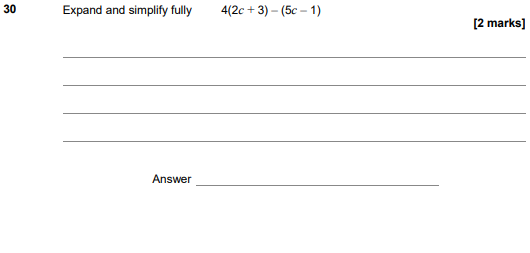 30 Expand and simplify fully 4(2c + 3) – (5c – 1)
[2 marks]
Answer